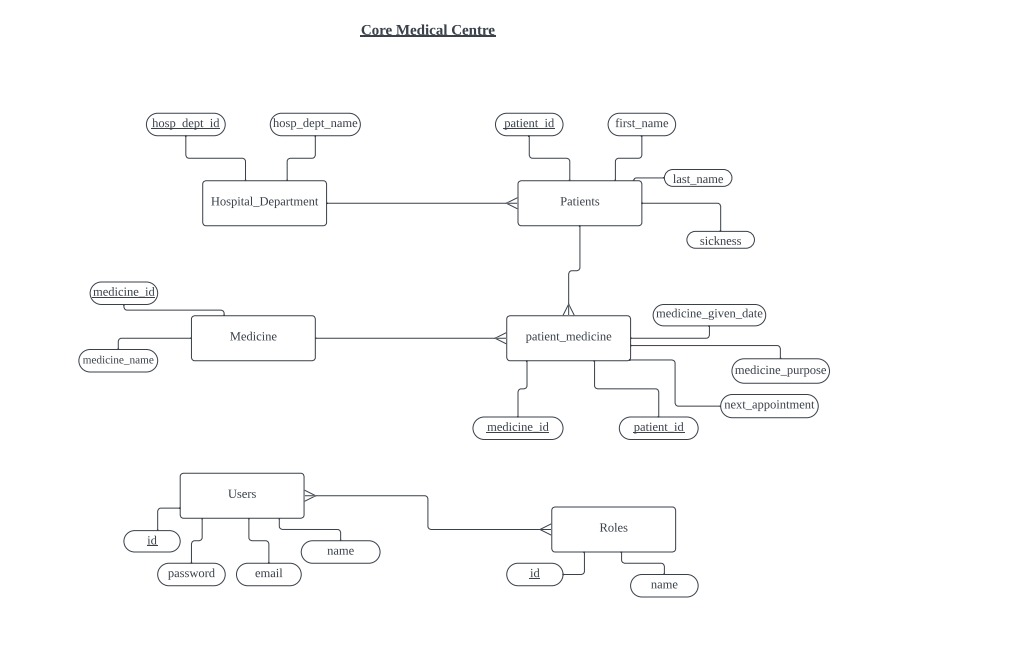 Core Medical Centre
hosp_dept_id
hosp_dept_name
patient_id
first_name
last_name
Hospital_Department
Patients
sickness
medicine_id
medicine_given_date
Medicine
patient_medicine
medicine_name
medicine_purpose
next_appointment
medicine_id
patient_id
Users
Roles
id
name
password
email
id
name